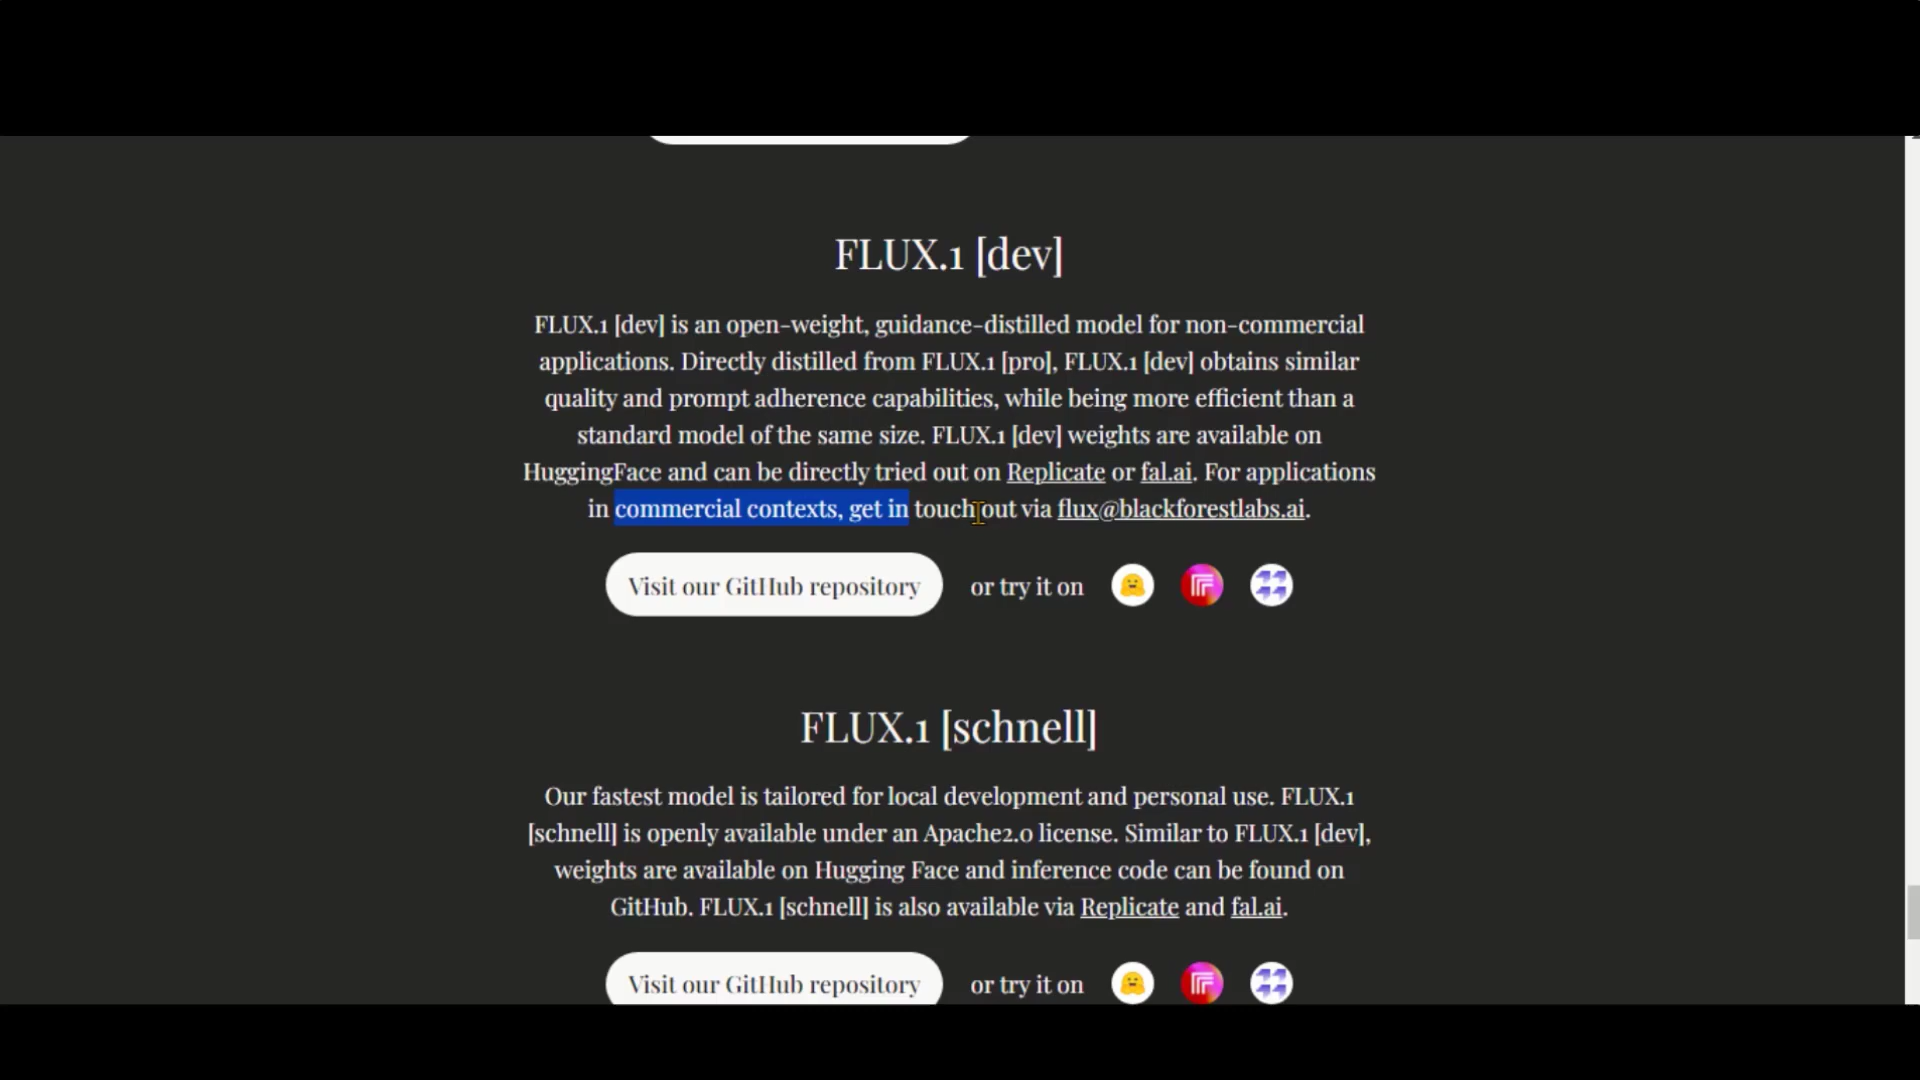 FLUX.1 [dev]
FLUX.1 [dev] is an open-weight, guidance-distilled model for non-commercial
applications. Directly distilled from FLUX.1 [pro], FLUX.1 [dev] obtains similar
quality and prompt adherence capabilities, while being more efficient than a
standard model of the same size. FLUX.1 [dev] weights are available on
HuggingFace and can be directly tried out on Replicate or fal.ai. For applications
in commercial contexts, get in touch out via flux@blackforestlabs.ai.
Visit our GitHub repository or try it on
FLUX.1 [schnell]
Our fastest model is tailored for local development and personal use. FLUX.1
[schnell] is openly available under an Apache2.0 license. Similar to FLUX.1 [dev],
weights are available on Hugging Face and inference code can be found on
GitHub. FLUX.1 [schnell] is also available via Replicate and fal.ai.
Visit our GitHub repository or try it on